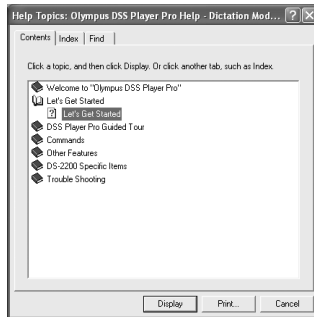 Help Topics: Olympus DSS Player Pro Help - Dictation Mod...
Contents Index Find
Click a topic, and then click Display. Or click another tab, such as Index.
Welcome to "Olympus DSS Player Pro"
Let's Get Started
Let's Get Started
DSS Player Pro Guided Tour
Commands
Other Features
DS-2200 Specific Items
Trouble Shooting
Display Print... Cancel